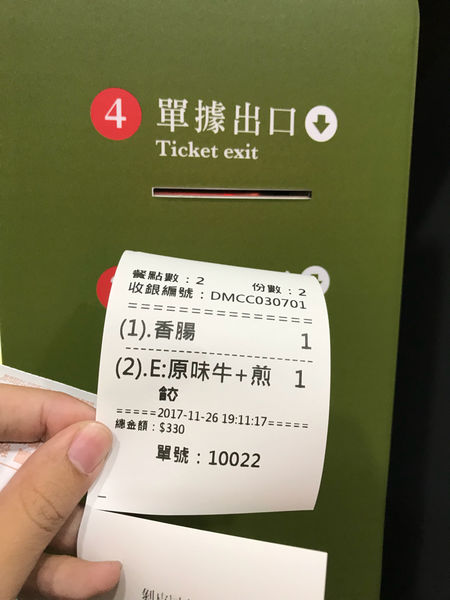 4 單據出口
Ticket exit
餐點數：2 份數：2
收銀編號：DMCC030701
==============
(1).香腸 1
(2).E:原味牛+煎 1
餃
=====2017-11-26 19:11:17=====
總金額：$330
單號：10022